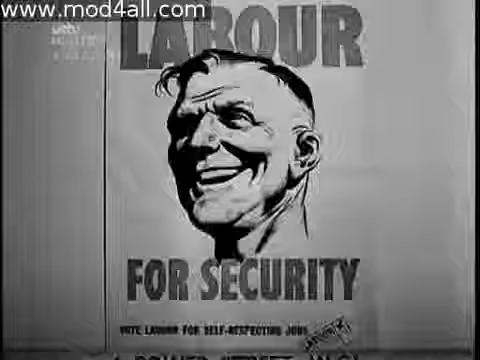 www.mod4all.com
LABOUR
FOR SECURITY
VOTE LABOUR FOR SELF-RESPECTING JOBS